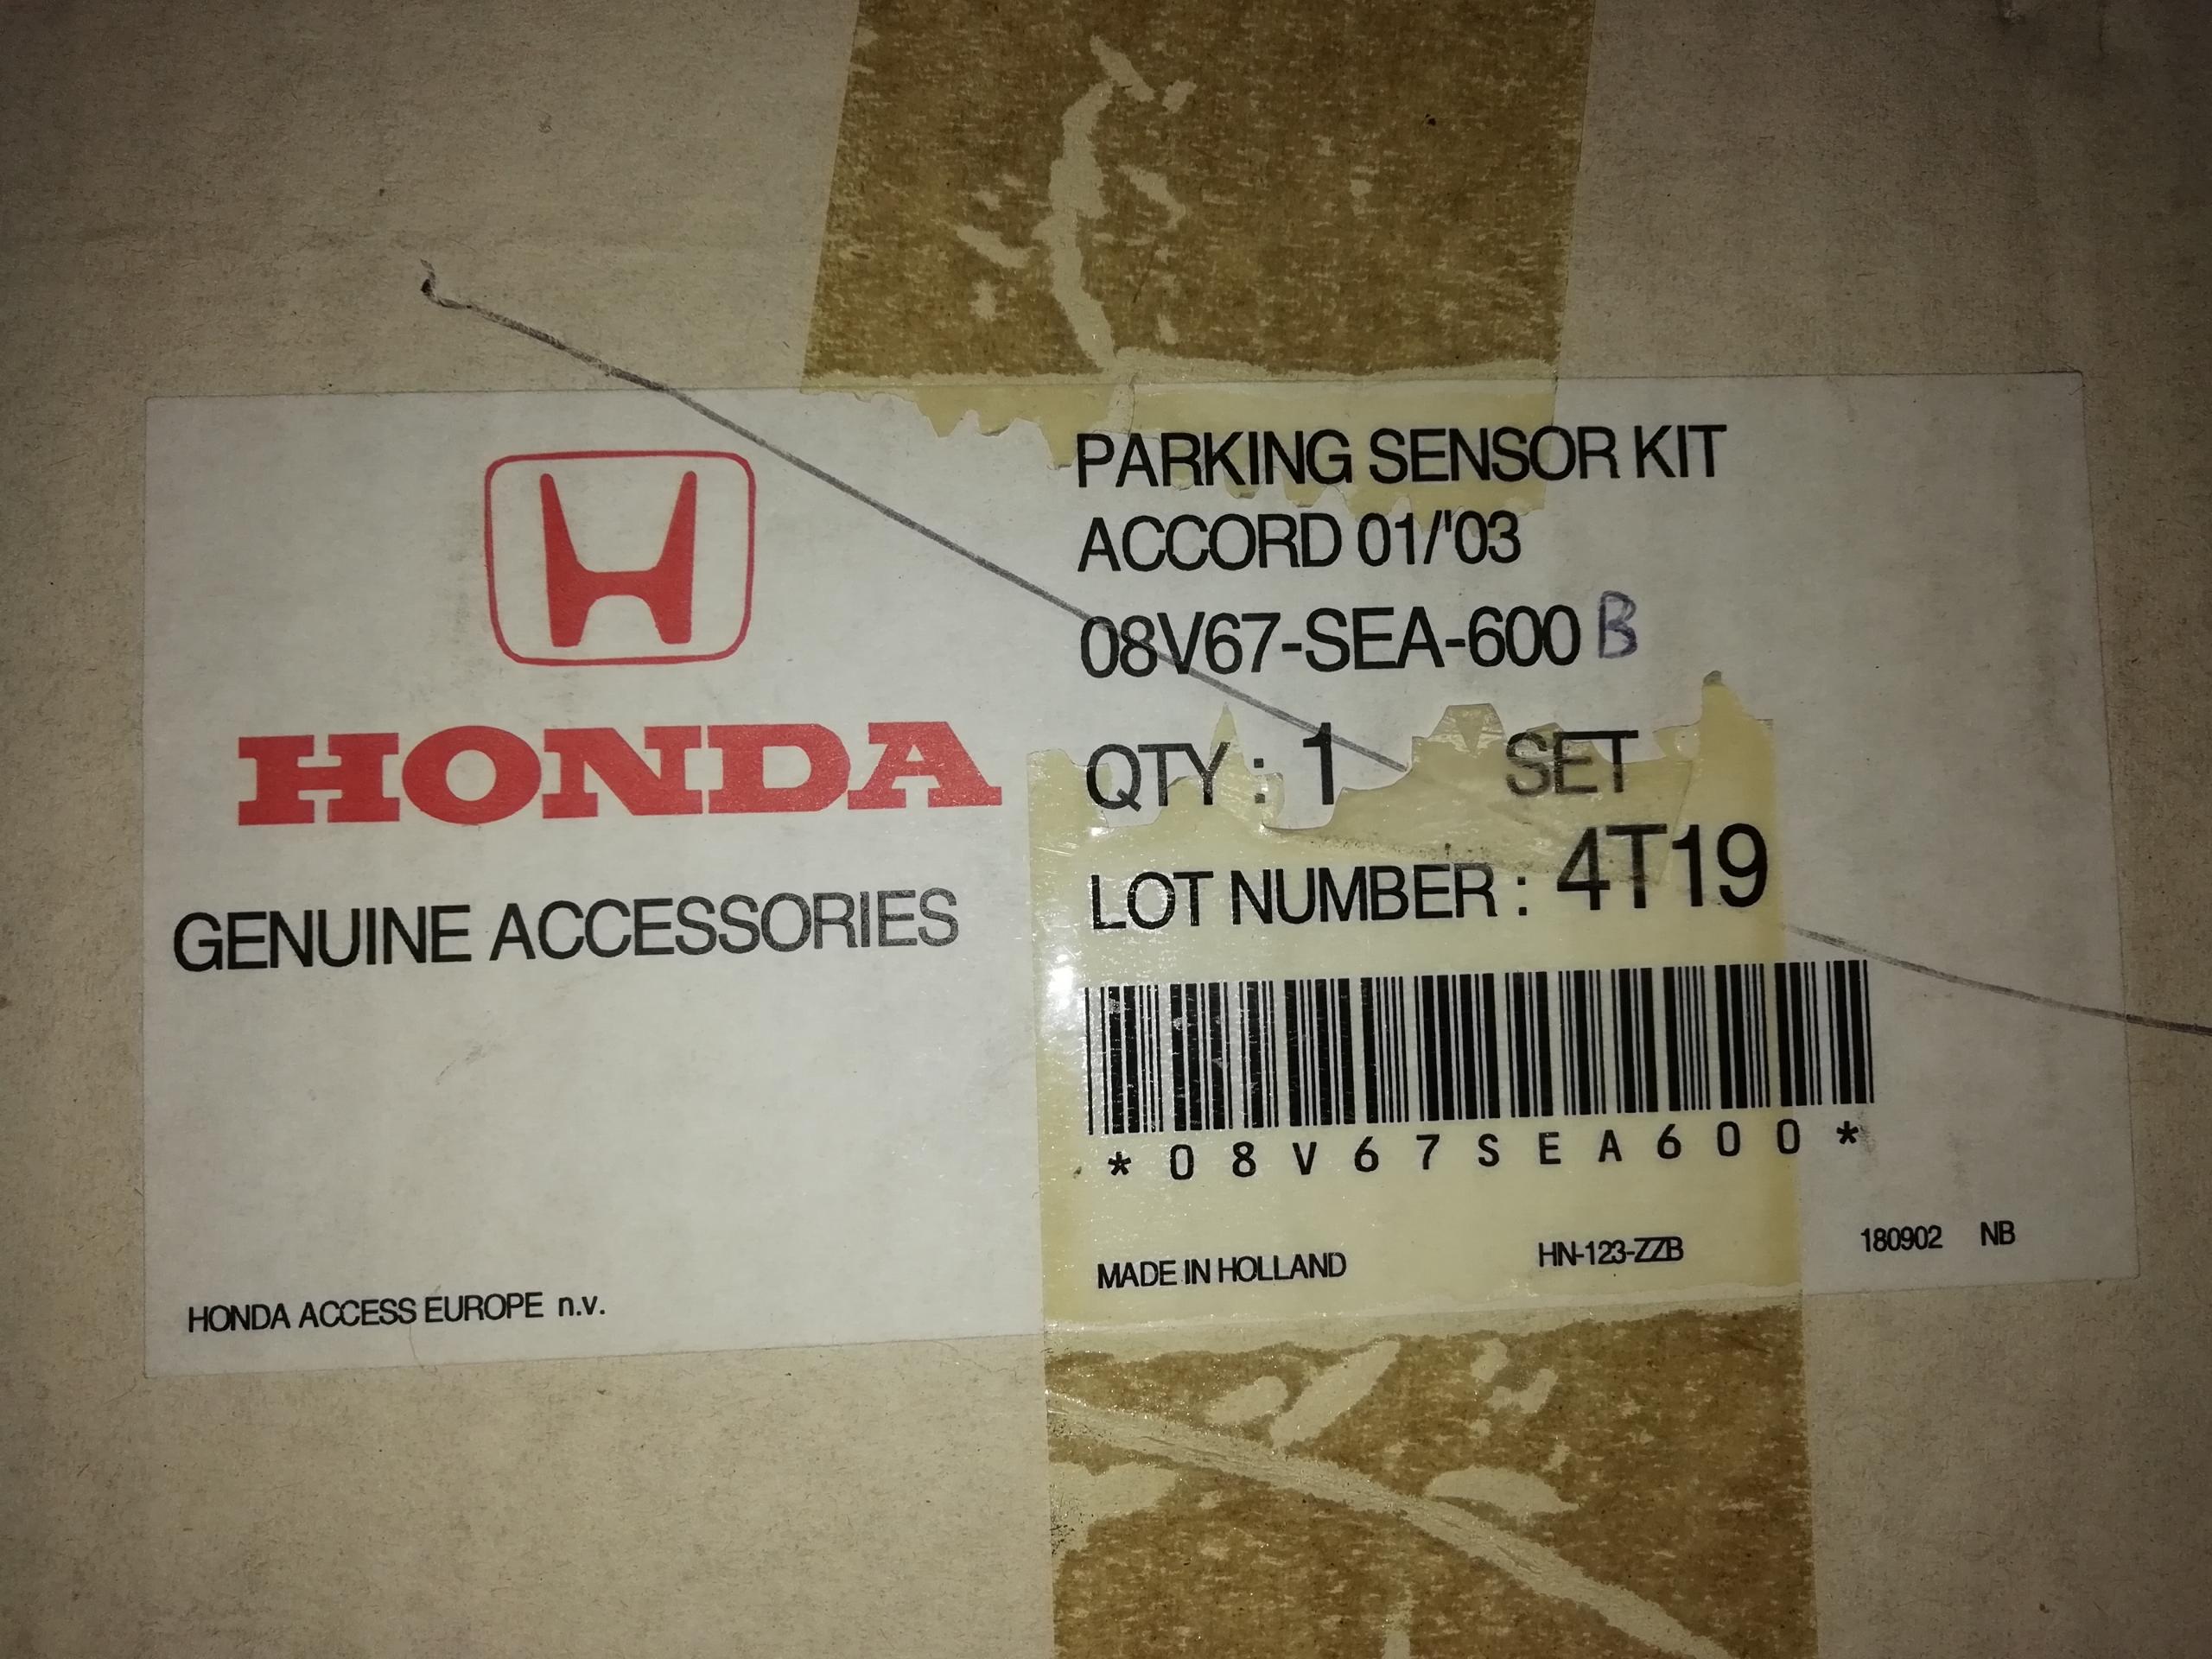 HONDA
GENUINE ACCESSORIES
HONDA ACCESS EUROPE n.v.
PARKING SENSOR KIT
ACCORD 01/'03
08V67-SEA-600 B
QTY : 1 SET
LOT NUMBER : 4T19
*08V67SEA600*
MADE IN HOLLAND HN-123-ZZB 180902 NB